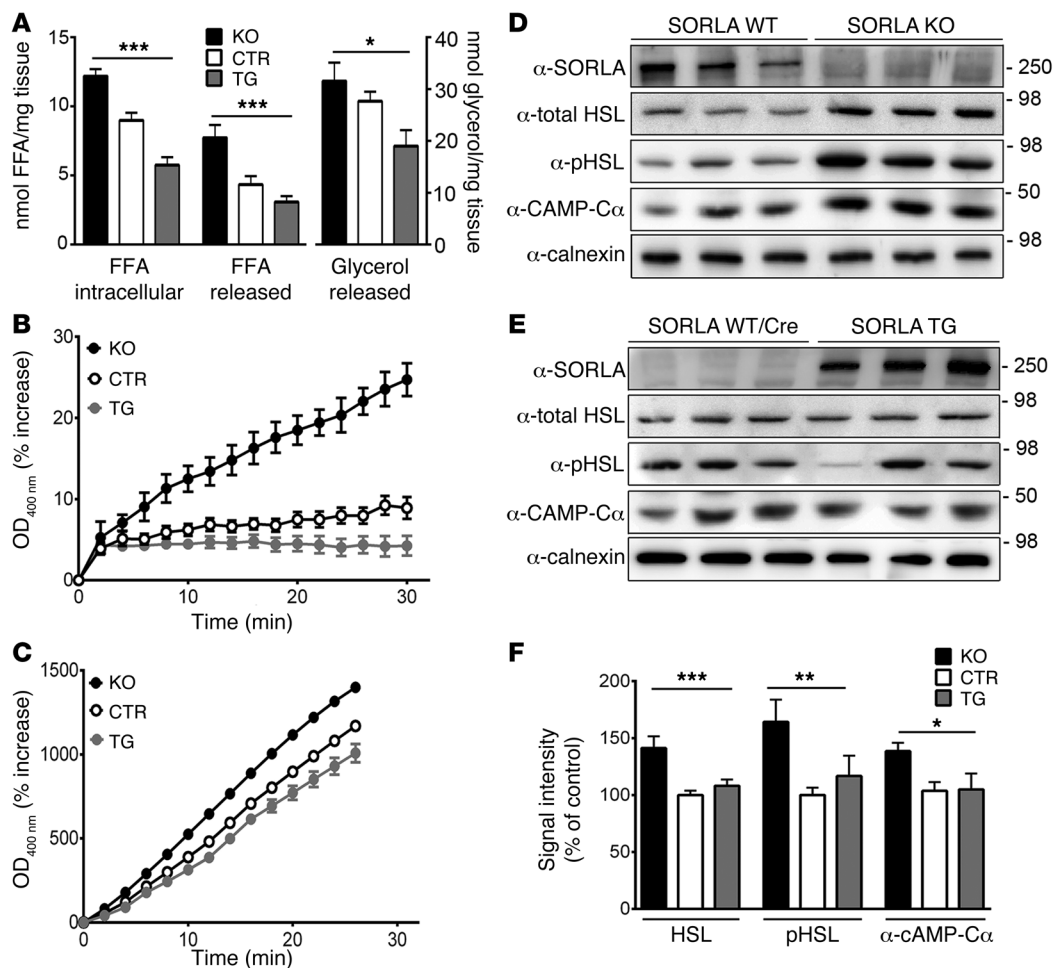 A
KO
CTR
TG
nmol FFA/mg tissue
15
10
5
0
***
***
*
40
30
20
10
0
nmol glycerol/mg tissue
FFA
intracellular
FFA
released
Glycerol
released
B
KO
CTR
TG
OD400 nm (% increase)
30
20
10
0
0
10
20
30
Time (min)
C
KO
CTR
TG
OD400 nm (% increase)
1500
1000
500
0
0
10
20
30
Time (min)
D
SORLA WT
SORLA KO
α-SORLA
- 250
α-total HSL
- 98
α-pHSL
- 98
α-CAMP-Cα
- 50
α-calnexin
- 98
E
SORLA WT/Cre
SORLA TG
α-SORLA
- 250
α-total HSL
- 98
α-pHSL
- 98
α-CAMP-Cα
- 50
α-calnexin
- 98
F
KO
CTR
TG
Signal intensity
(% of control)
200
150
100
50
0
***
**
*
HSL
pHSL
α-cAMP-Cα